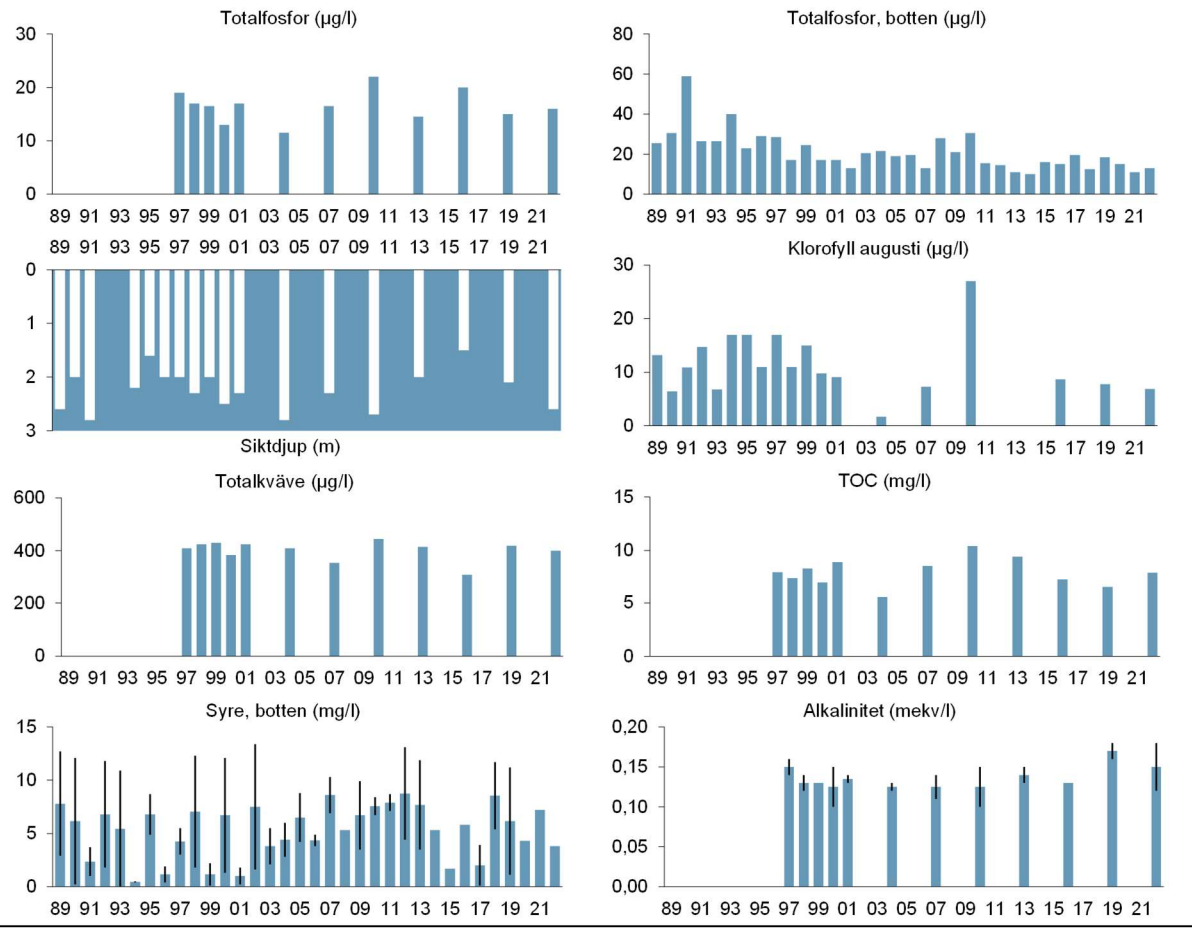 Totalfosfor (µg/l)
30
20
10
0
89 91 93 95 97 99 01 03 05 07 09 11 13 15 17 19 21
Totalfosfor, botten (µg/l)
80
60
40
20
0
89 91 93 95 97 99 01 03 05 07 09 11 13 15 17 19 21
89 91 93 95 97 99 01 03 05 07 09 11 13 15 17 19 21
0
1
2
3
Siktdjup (m)
Klorofyll augusti (µg/l)
30
20
10
0
89 91 93 95 97 99 01 03 05 07 09 11 13 15 17 19 21
Totalkväve (µg/l)
600
400
200
0
89 91 93 95 97 99 01 03 05 07 09 11 13 15 17 19 21
TOC (mg/l)
15
10
5
0
89 91 93 95 97 99 01 03 05 07 09 11 13 15 17 19 21
Syre, botten (mg/l)
15
10
5
0
89 91 93 95 97 99 01 03 05 07 09 11 13 15 17 19 21
Alkalinitet (mekv/l)
0,20
0,15
0,10
0,05
0,00
89 91 93 95 97 99 01 03 05 07 09 11 13 15 17 19 21